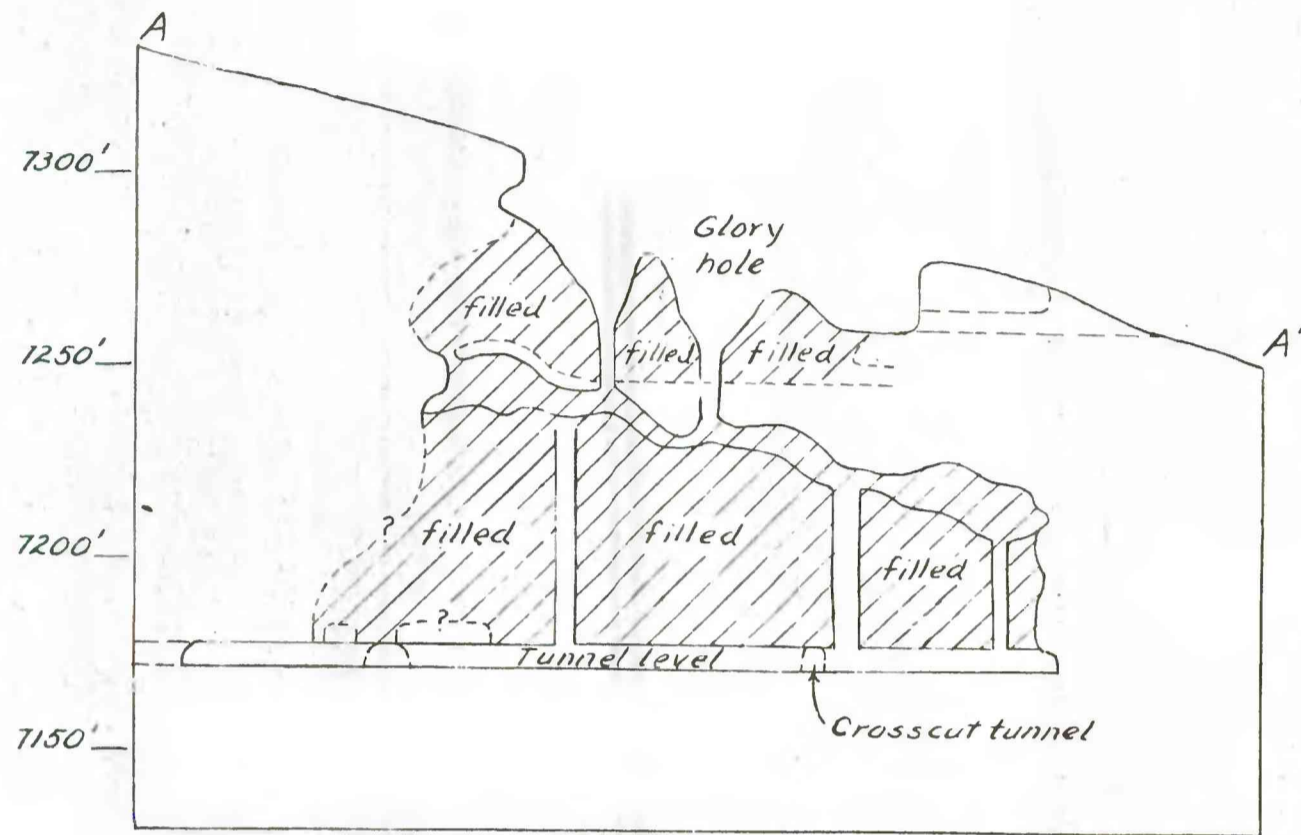 A
7300'
Glory
hole
filled
filled
filled
7250'
A'
?
filled
filled
7200'
filled
?
Tunnel level
7150'
Crosscut tunnel